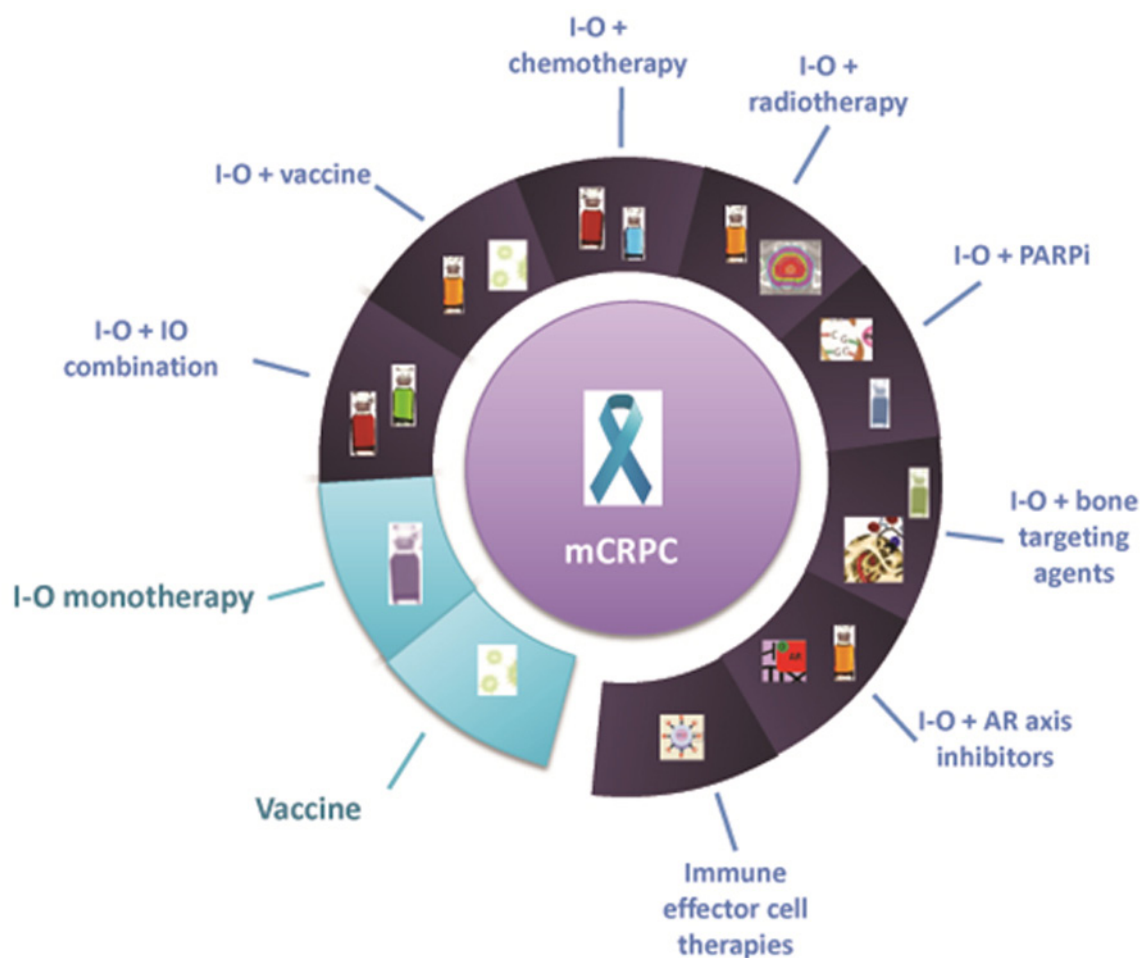 I-O +
chemotherapy
I-O +
radiotherapy
I-O + vaccine
I-O + PARPi
I-O + IO
combination
mCRPC
I-O + bone
targeting
agents
I-O monotherapy
I-O + AR axis
inhibitors
Vaccine
Immune
effector cell
therapies
AR